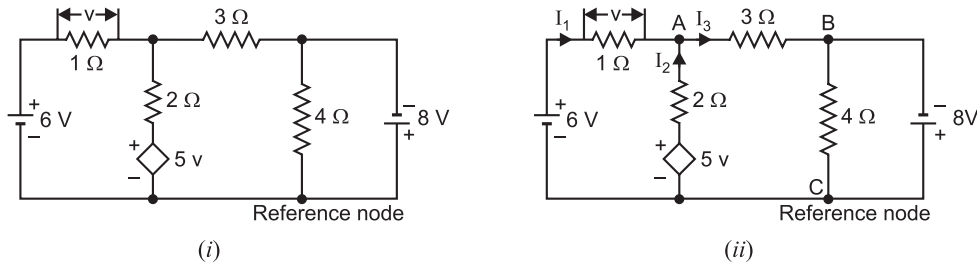 v
3 Ω
1 Ω
+
6 V
–
2 Ω
+
5 v
–
4 Ω
–
8 V
+
Reference node
(i)
I1
v
A
I3
3 Ω
B
1 Ω
I2
+
6 V
–
2 Ω
+
5 v
–
4 Ω
–
8V
+
C
Reference node
(ii)